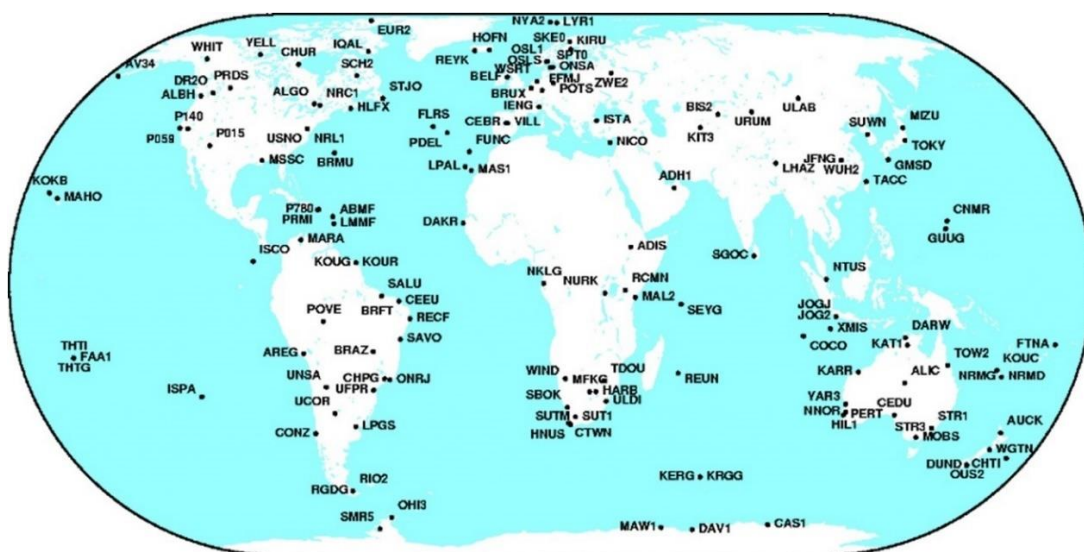 EUR2
NYA2 LYR1
SKE0
KIRU
HOFN
OSL1
REYK
OSLS
SPT0
WSRT
ONSA
YELL
CHUR
IQAL
WHIT
AV34
SCH2
BELF
EFMJ
ZWE2
DR2O
PRDS
ALBH
ALGO
NRC1
STJO
HLFX
BRUX
POTS
IENG
P140
P059
P015
USNO
NRL1
BRMU
MSSC
FLRS
PDEL
CEBR VILL
FUNC
LPAL
MAS1
ISTA
NICO
BIS2
KIT3
URUM
ULAB
SUWN
MIZU
TOKY
GMSD
JFNG
LHAZ
WUH2
TACC
KOKB
MAHO
P780
PRMI
ABMF
LMMF
DAKR
ADH1
CNMR
GUUG
ISCO
MARA
KOUG KOUR
ADIS
SGOC
NKLG
NURK
RCMN
MAL2
NTUS
SALU
CEEU
BRFT
RECF
SEYG
JOGJ
JOG2
XMIS
POVE
SAVO
COCO
DARW
KAT1
FTNA
THTI
FAA1
THTG
AREG
BRAZ
WIND
TDOU
REUN
KARR
TOW2
KOUC
NRMG NRMD
ALIC
ISPA
UNSA
CHPG
ONRJ
UFPR
MFKG
HARB
ULDI
SBOK
UCOR
YAR3
NNOR
PERT
HIL1
CEDU
STR1
STR3
MOBS
AUCK
CONZ
LPGS
SUTM SUT1
HNUS CTWN
WGTN
DUND CHTI
OUS2
RIO2
RGDG
KERG KRGG
OHI3
SMR5
MAW1 DAV1
CAS1